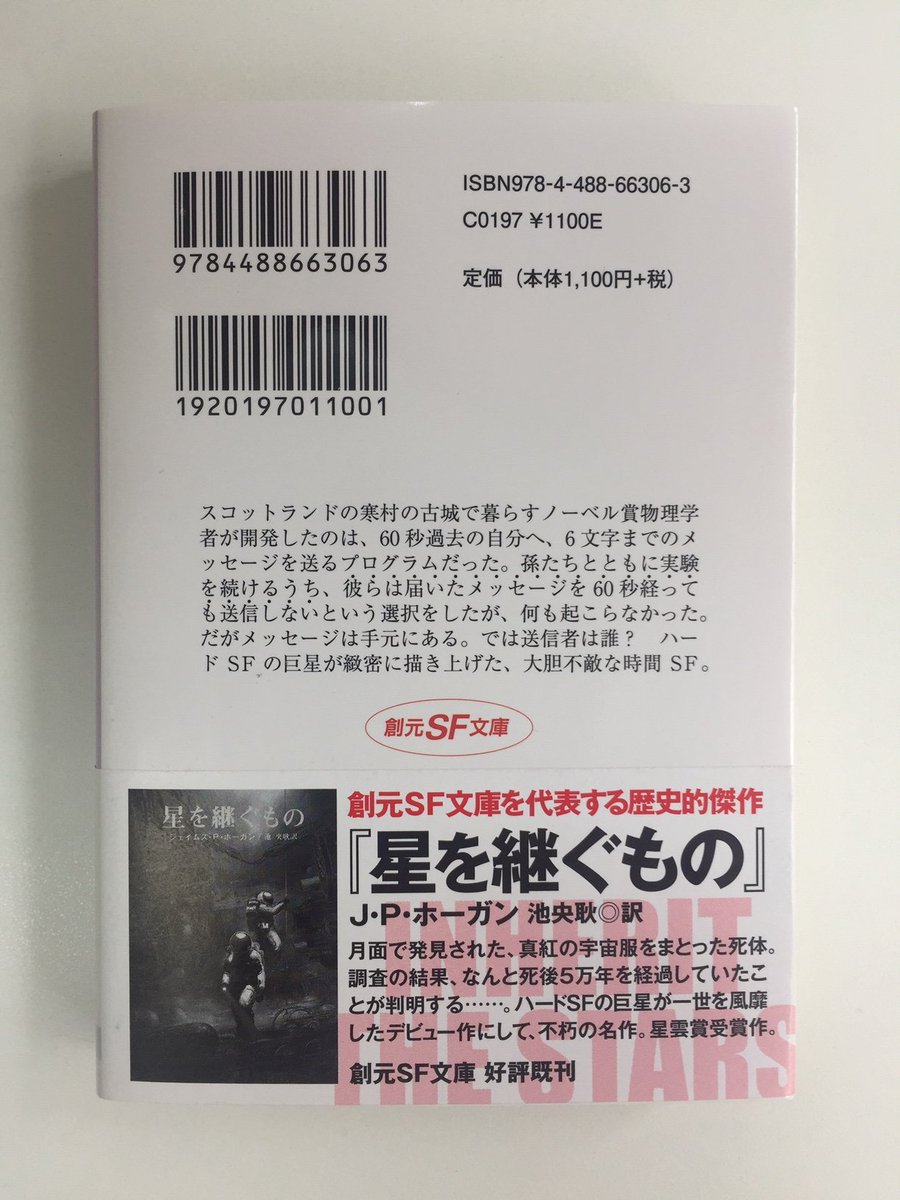 9784488663063
ISBN978-4-488-66306-3
C0197 ¥1100E
定価（本体1,100円+税）
1920197011001
スコットランドの寒村の古城で暮らすノーベル賞物理学
者が開発したのは、60秒過去の自分へ、6文字までのメ
ッセージを送るプログラムだった。孫たちとともに実験
を続けるうち、彼らは届いたメッセージを60秒経って
も送信しないという選択をしたが、何も起こらなかった。
だがメッセージは手元にある。では送信者は誰？　ハー
ドSFの巨星が緻密に描き上げた、大胆不敵な時間SF。
創元SF文庫
星を継ぐもの
ジェイムズ・P・ホーガン/池 央耿訳
創元SF文庫を代表する歴史的傑作
『星を継ぐもの』
J・P・ホーガン 池央耿◎訳
月面で発見された、真紅の宇宙服をまとった死体。
調査の結果、なんと死後5万年を経過していたこ
とが判明する……。ハードSFの巨星が一世を風靡
したデビュー作にして、不朽の名作。星雲賞受賞作。
創元SF文庫 好評既刊
INHERIT
THE STARS